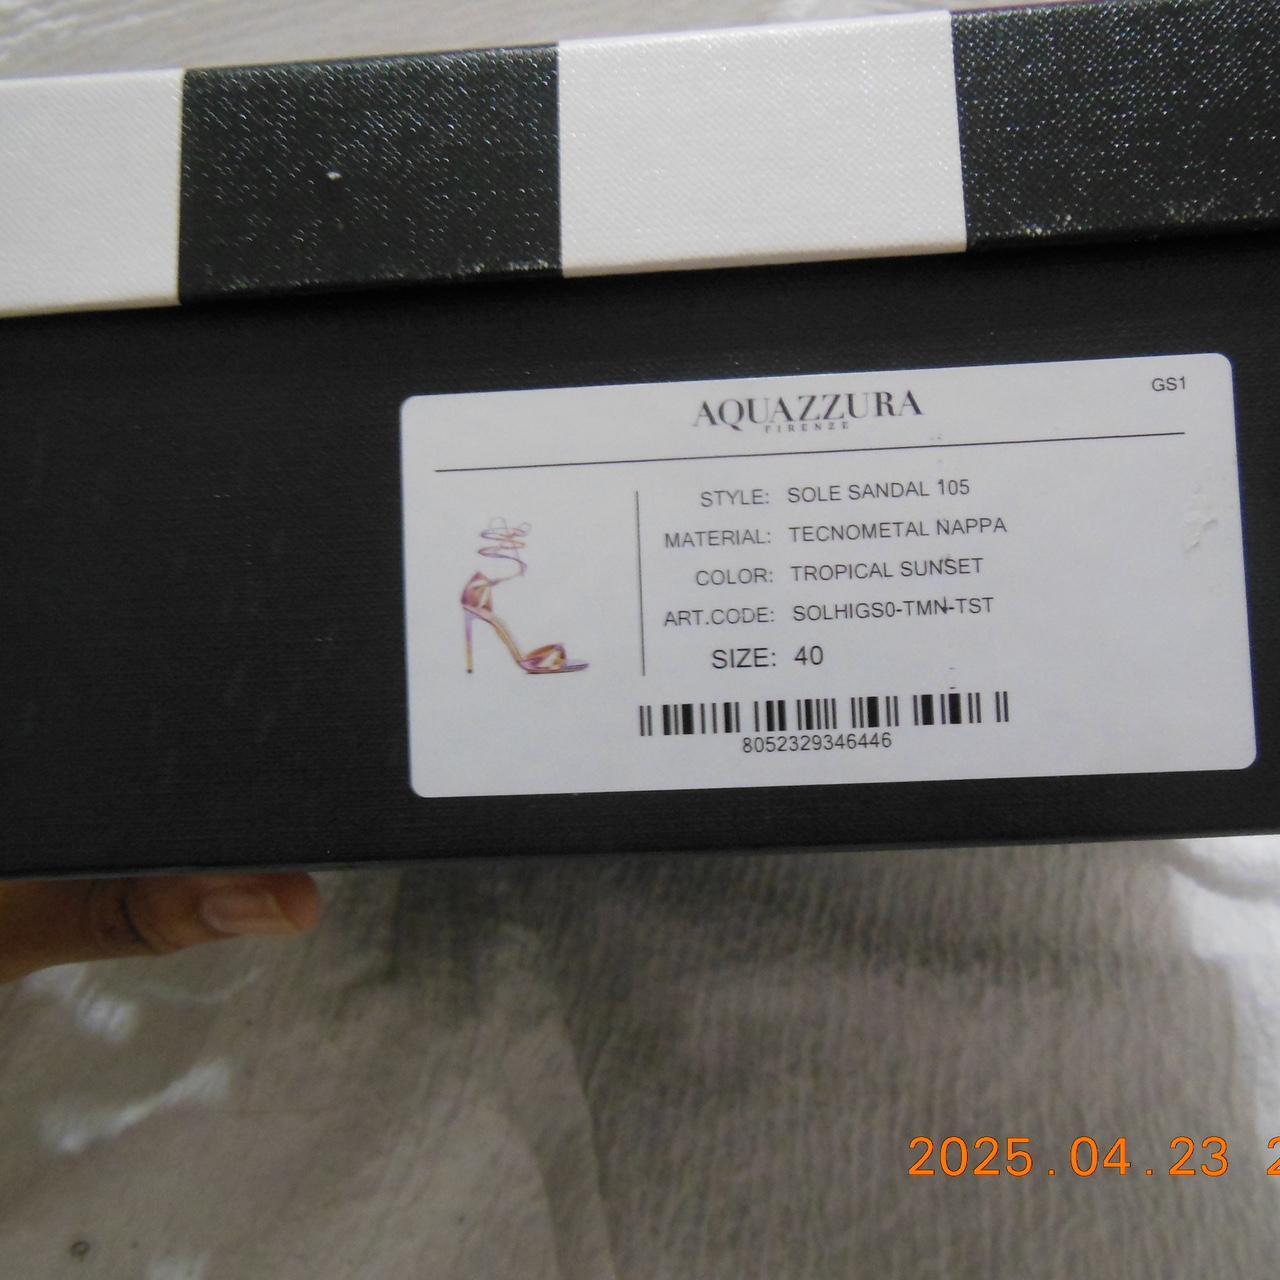 GS1
AQUAZZURA
FIRENZE
STYLE: SOLE SANDAL 105
MATERIAL: TECNOMETAL NAPPA
COLOR: TROPICAL SUNSET
ART.CODE: SOLHIGS0-TMN-TST
SIZE: 40
8052329346446
2025.04.23 2